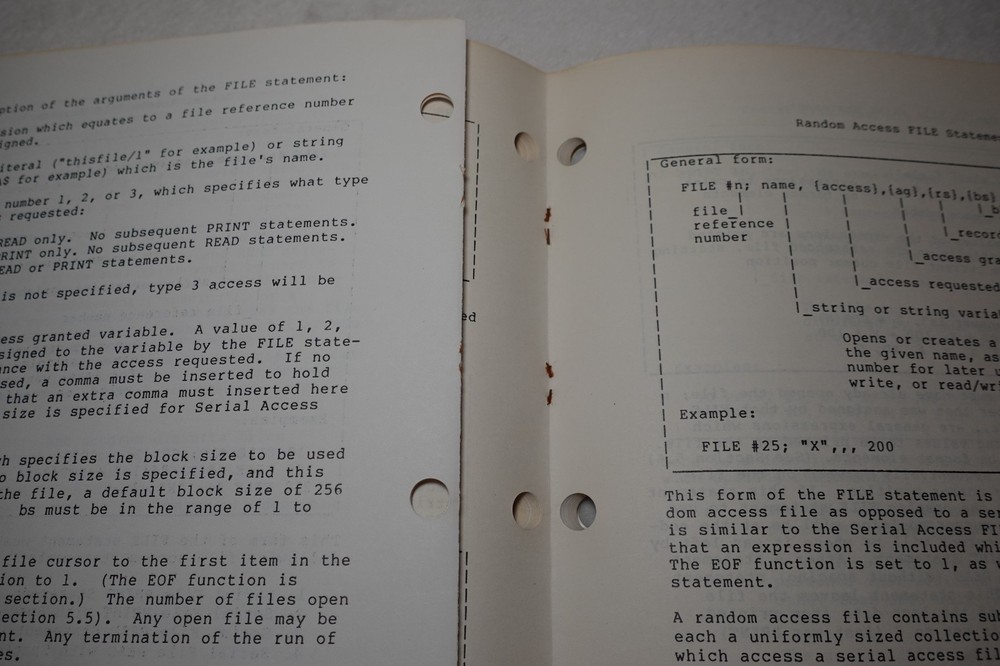 ption of the arguments of the FILE statement:
sion which equates to a file reference number
igned.
iteral ("thisfile/1" for example) or string
A$ for example) which is the file's name.
number 1, 2, or 3, which specifies what type
requested:
READ only. No subsequent PRINT statements.
PRINT only. No subsequent READ statements.
EAD or PRINT statements.
is not specified, type 3 access will be
ess granted variable. A value of 1, 2,
signed to the variable by the FILE state-
ance with the access requested. If no
sed, a comma must be inserted to hold
that an extra comma must inserted here
size is specified for Serial Access
ch specifies the block size to be used
o block size is specified, and this
the file, a default block size of 256
bs must be in the range of 1 to
file cursor to the first item in the
ion to 1. (The EOF function is
section.) The number of files open
ection 5.5). Any open file may be
nt. Any termination of the run of
es.
ed
Random Access FILE Stateme
General form:
FILE #n; name, {access},{ag},{rs},{bs}
file_
reference
number
_b
_record
_access gra
_access requested
_string or string varia
Opens or creates a
the given name, as
number for later u
write, or read/wri
Example:
FILE #25; "X",,, 200
This form of the FILE statement is
dom access file as opposed to a ser
is similar to the Serial Access FI
that an expression is included whi
The EOF function is set to 1, as w
statement.
A random access file contains sub
each a uniformly sized collectio
which access a serial access fil